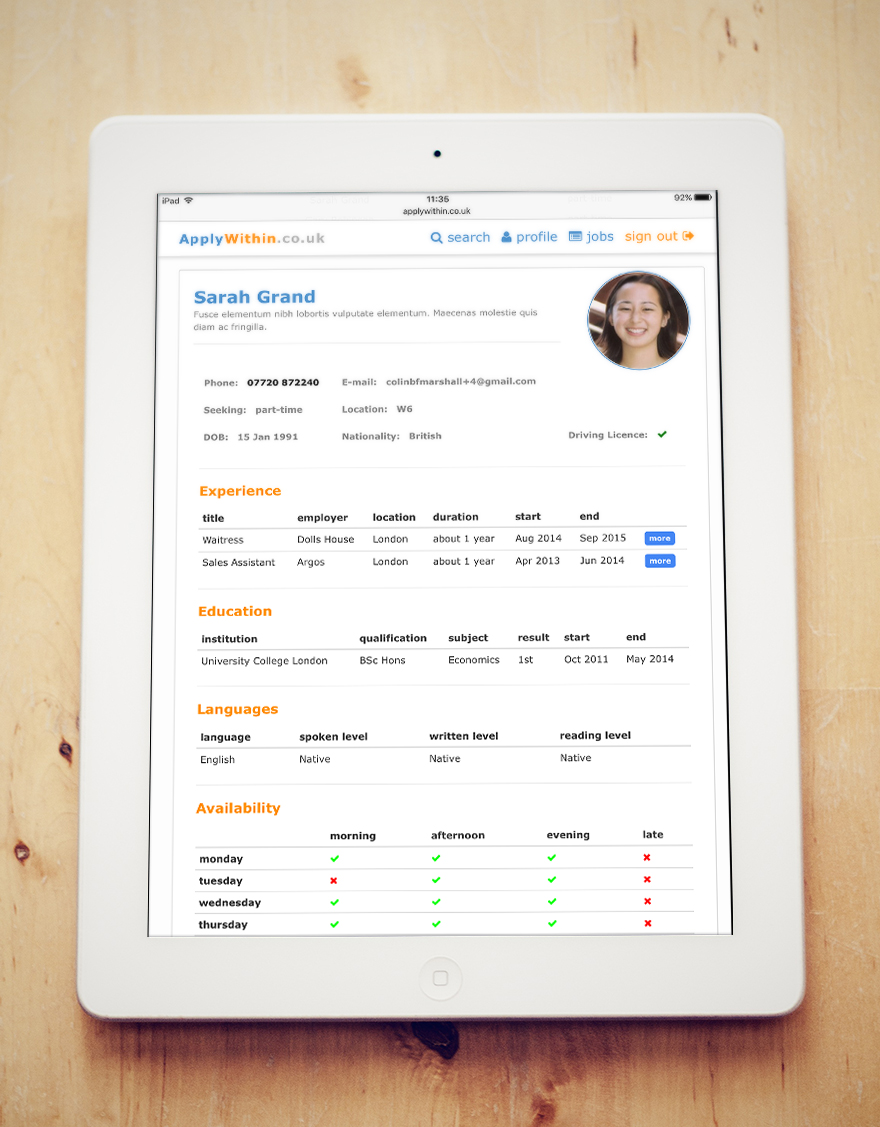 iPad 11:35 92%
applywithin.co.uk
ApplyWithin.co.uk search profile jobs sign out
Sarah Grand
Fusce elementum nibh lobortis vulputate elementum. Maecenas molestie quis
diam ac fringilla.
Phone: 07720 872240 E-mail: colinbfmarshall+4@gmail.com
Seeking: part-time Location: W6
DOB: 15 Jan 1991 Nationality: British Driving Licence:
Experience
title employer location duration start end
Waitress Dolls House London about 1 year Aug 2014 Sep 2015 more
Sales Assistant Argos London about 1 year Apr 2013 Jun 2014 more
Education
institution qualification subject result start end
University College London BSc Hons Economics 1st Oct 2011 May 2014
Languages
language spoken level written level reading level
English Native Native Native
Availability
morning afternoon evening late
monday
tuesday
wednesday
thursday